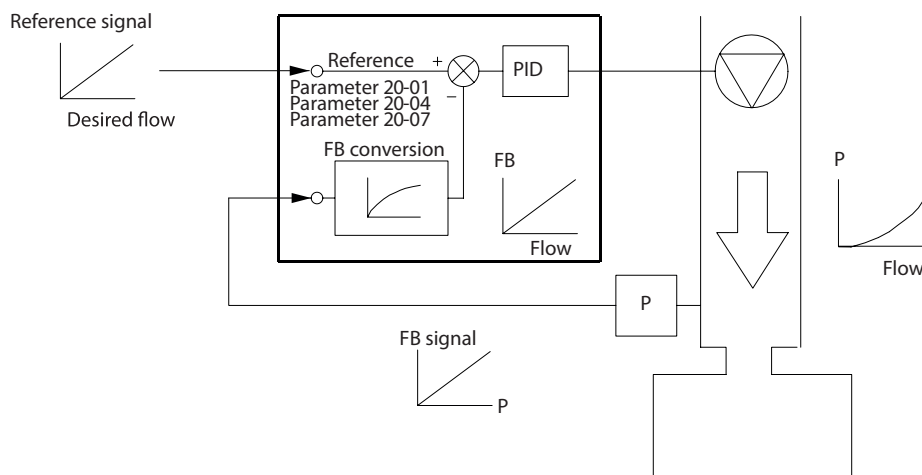 Reference signal
Desired flow
Reference
+
PID
Parameter 20-01
Parameter 20-04
Parameter 20-07
−
FB conversion
FB
Flow
P
Flow
P
FB signal
P